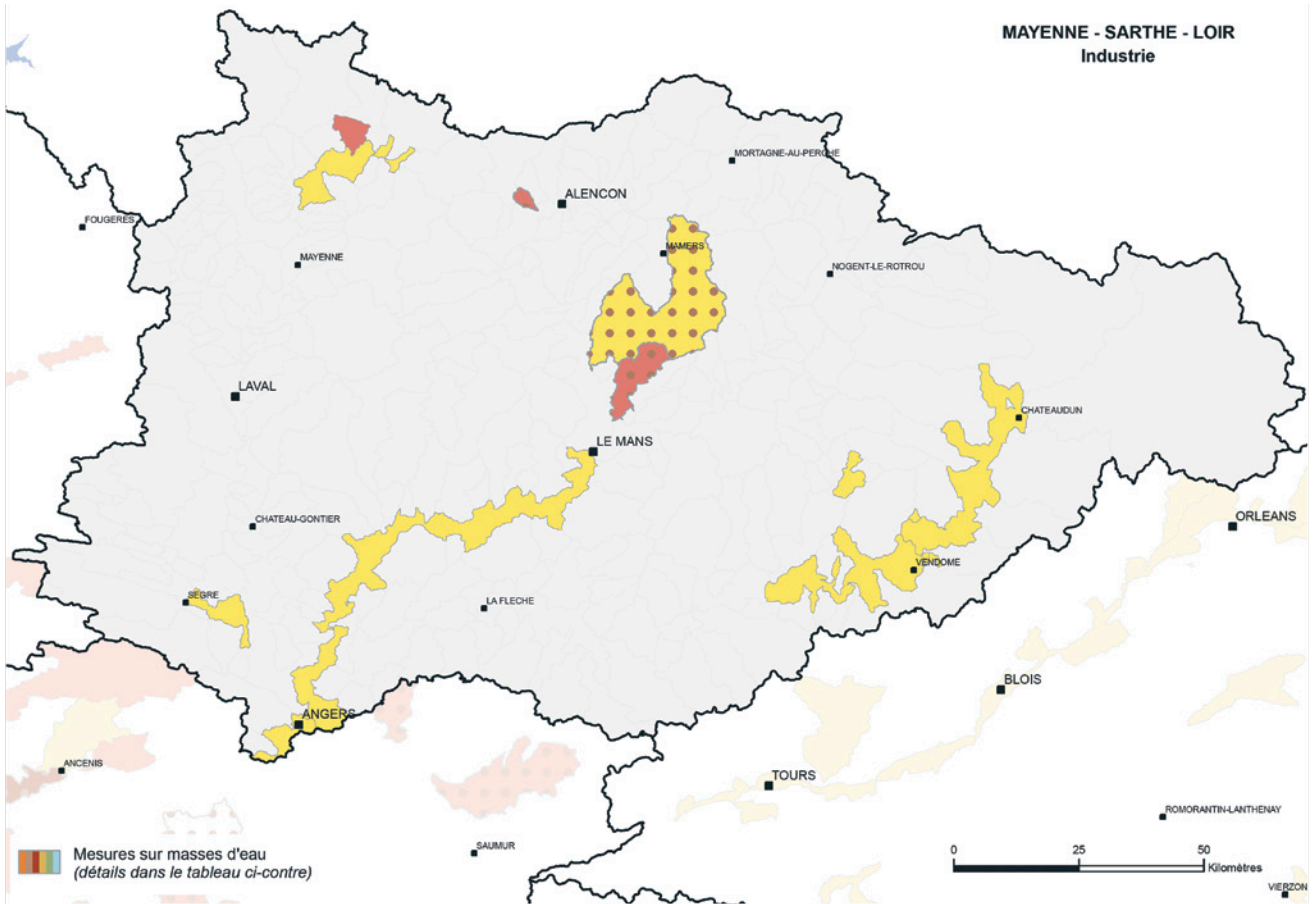 MAYENNE - SARTHE - LOIR
Industrie
MORTAGNE-AU-PERCHE
ALENCON
FOUGERES
MAMERS
MAYENNE
NOGENT-LE-ROTROU
LAVAL
CHATEAUDUN
LE MANS
CHATEAU-GONTIER
ORLEANS
VENDOME
SEGRE
LA FLECHE
BLOIS
ANGERS
ANCENIS
TOURS
ROMORANTIN-LANTHENAY
SAUMUR
Mesures sur masses d'eau
(détails dans le tableau ci-contre)
0 25 50
Kilomètres
VIERZON